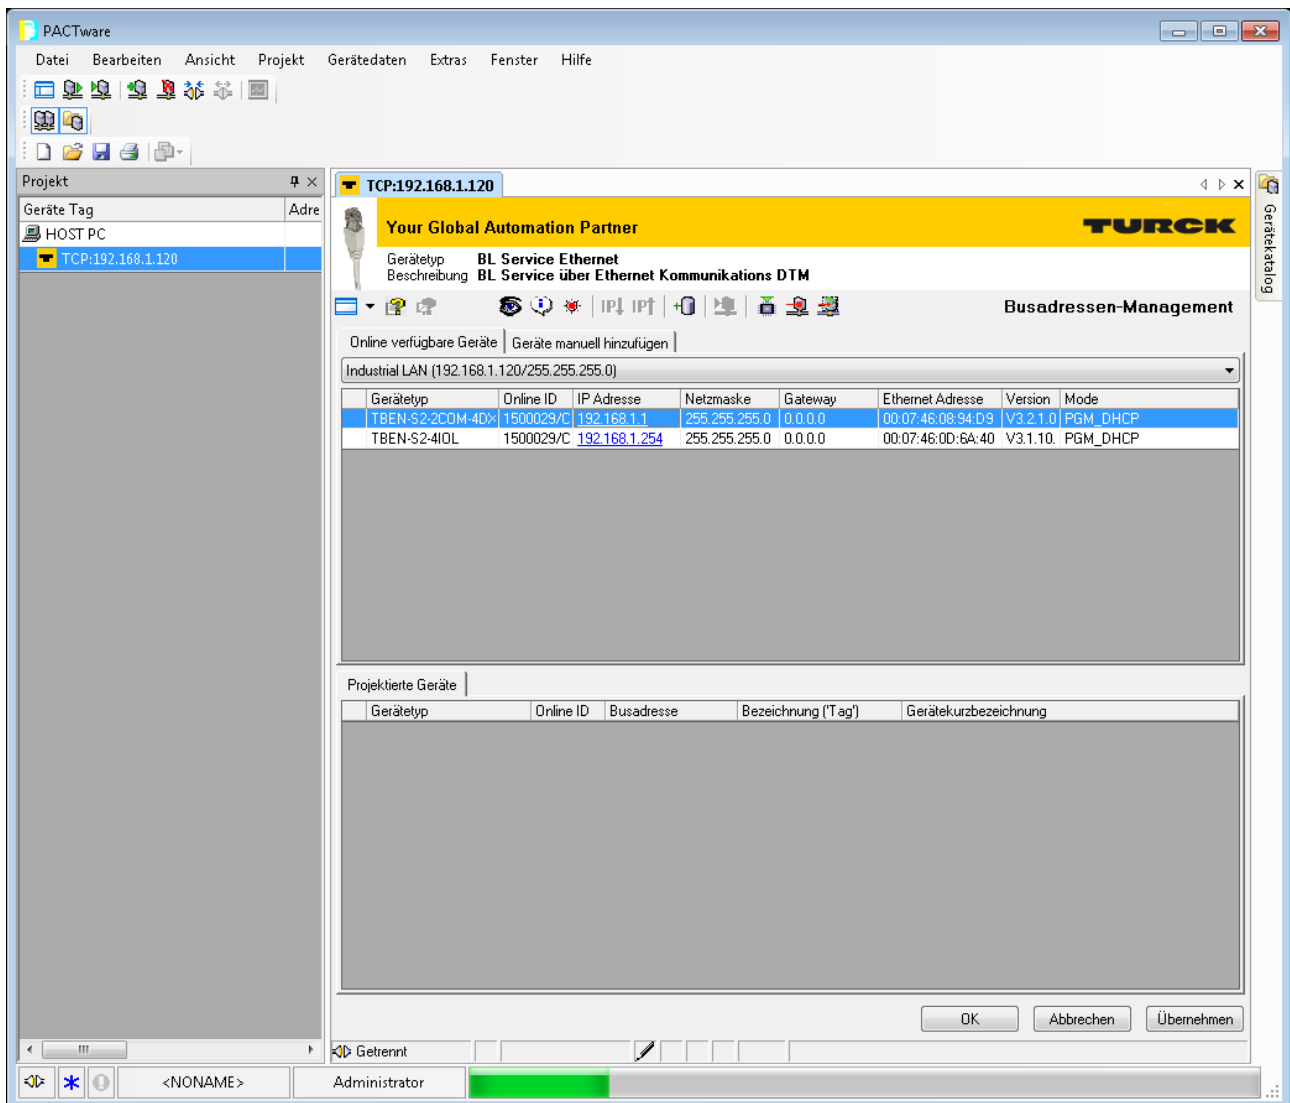 PACTware
Datei Bearbeiten Ansicht Projekt Gerätedaten Extras Fenster Hilfe
Projekt
Geräte Tag Adre
HOST PC
TCP:192.168.1.120
TCP:192.168.1.120
Your Global Automation Partner
TURCK
Gerätetyp BL Service Ethernet
Beschreibung BL Service über Ethernet Kommunikations DTM
IP IP
Busadressen-Management
Online verfügbare Geräte Geräte manuell hinzufügen
Industrial LAN (192.168.1.120/255.255.255.0)
Gerätetyp Online ID IP Adresse Netzmaske Gateway Ethernet Adresse Version Mode
TBEN-S2-2COM-4DX 1500029/C 192.168.1.1 255.255.255.0 0.0.0.0 00:07:46:08:94:D9 V3.2.1.0 PGM_DHCP
TBEN-S2-4IOL 1500029/C 192.168.1.254 255.255.255.0 0.0.0.0 00:07:46:0D:6A:40 V3.1.10. PGM_DHCP
Projektierte Geräte
Gerätetyp Online ID Busadresse Bezeichnung ('Tag') Gerätekurzbezeichnung
OK Abbrechen Übernehmen
Getrennt
<NONAME> Administrator
Gerätekatalog